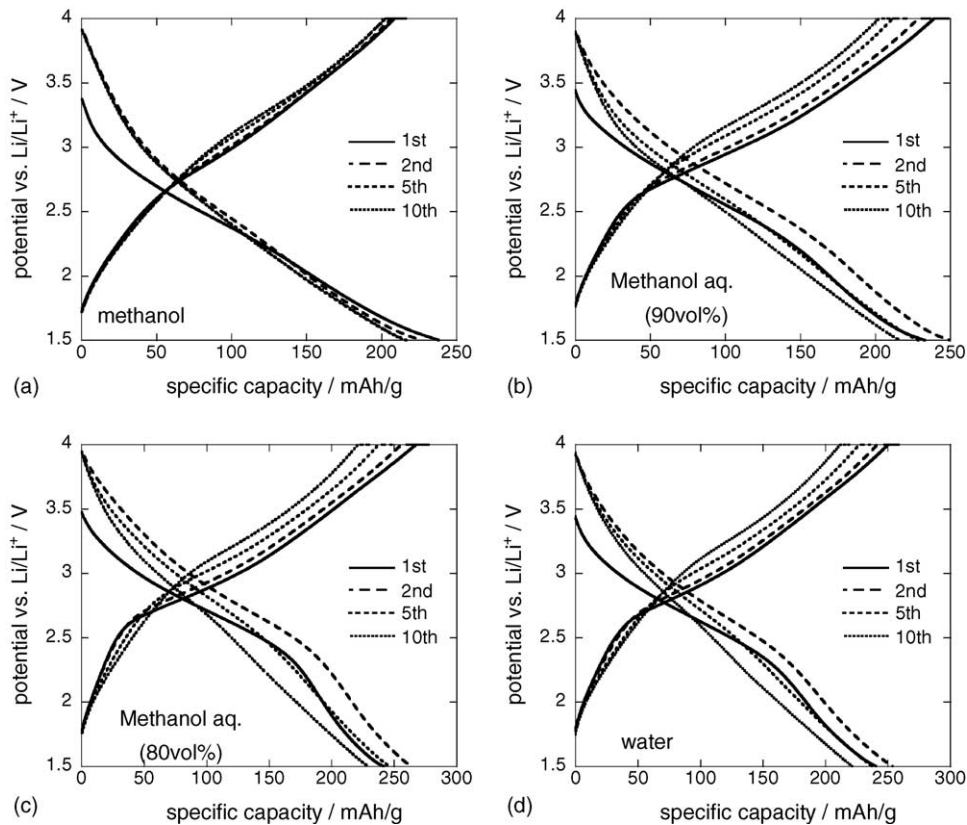 4
3.5
3
2.5
2
1.5
potential vs. Li/Li⁺ / V
1st
2nd
5th
10th
methanol
0 50 100 150 200 250
(a) specific capacity / mAh/g
4
3.5
3
2.5
2
1.5
potential vs. Li/Li⁺ / V
1st
2nd
5th
10th
Methanol aq.
(90vol%)
0 50 100 150 200 250
(b) specific capacity / mAh/g
4
3.5
3
2.5
2
1.5
potential vs. Li/Li⁺ / V
1st
2nd
5th
10th
Methanol aq.
(80vol%)
0 50 100 150 200 250 300
(c) specific capacity / mAh/g
4
3.5
3
2.5
2
1.5
potential vs. Li/Li⁺ / V
1st
2nd
5th
10th
water
0 50 100 150 200 250 300
(d) specific capacity / mAh/g